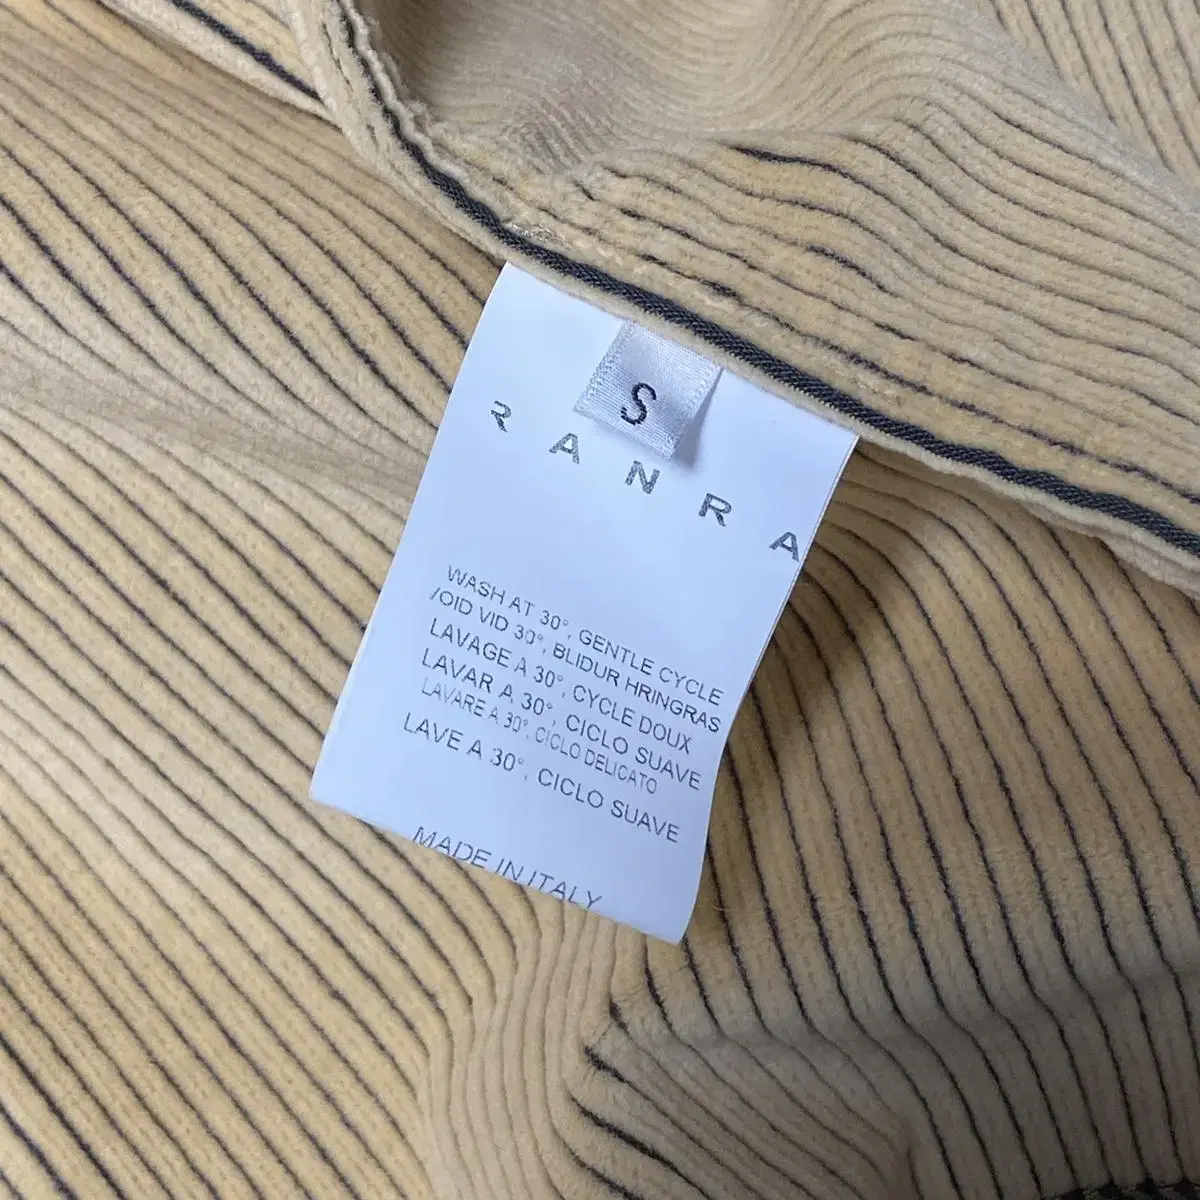 S
RANRA
WASH AT 30°, GENTLE CYCLE
/OID VID 30°, BLIDUR HRINGRAS
LAVAGE A 30°, CYCLE DOUX
LAVAR A 30°, CICLO SUAVE
LAVARE A 30° CICLO DELICATO
LAVE A 30°, CICLO SUAVE
MADE IN ITALY